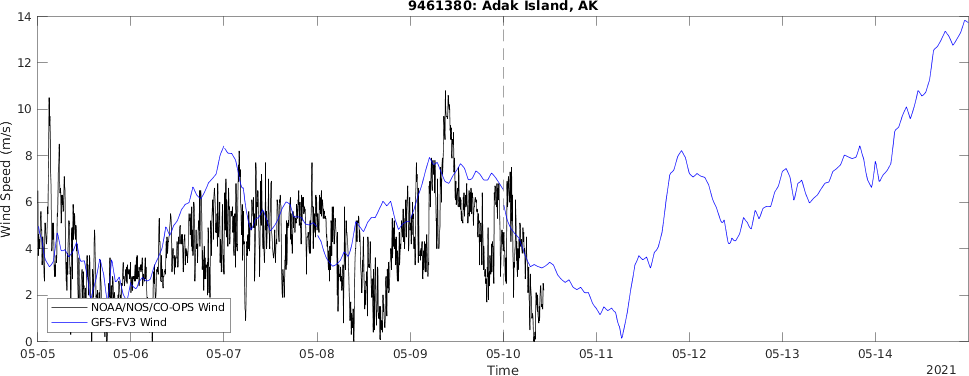 9461380: Adak Island, AK
Wind Speed (m/s)
14
12
10
8
6
4
2
0
NOAA/NOS/CO-OPS Wind
GFS-FV3 Wind
05-05 05-06 05-07 05-08 05-09 05-10 05-11 05-12 05-13 05-14
Time
2021